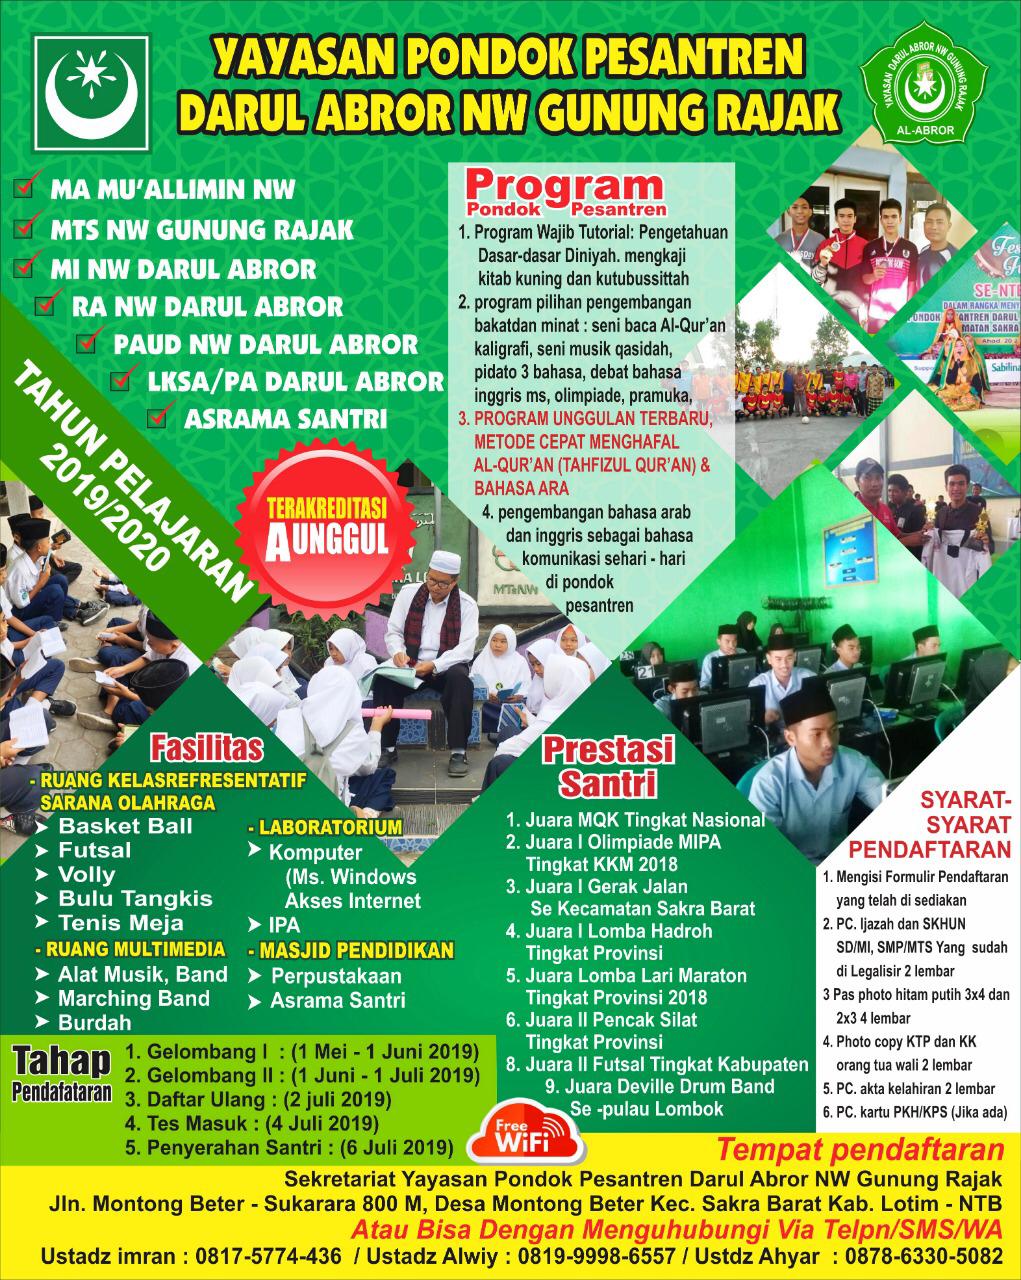 YAYASAN PONDOK PESANTREN
DARUL ABROR NW GUNUNG RAJAK
YAYASAN DARUL ABROR NW GUNUNG RAJAK
AL-ABROR
MA MU'ALLIMIN NW
MTS NW GUNUNG RAJAK
MI NW DARUL ABROR
RA NW DARUL ABROR
PAUD NW DARUL ABROR
LKSA/PA DARUL ABROR
ASRAMA SANTRI
TAHUN PELAJARAN
2019/2020
TERAKREDITASI
A UNGGUL
Program
Pondok Pesantren
1. Program Wajib Tutorial: Pengetahuan
Dasar-dasar Diniyah. mengkaji
kitab kuning dan kutubussittah
2. program pilihan pengembangan
bakatdan minat : seni baca Al-Qur'an
kaligrafi, seni musik qasidah,
pidato 3 bahasa, debat bahasa
inggris ms, olimpiade, pramuka,
3. PROGRAM UNGGULAN TERBARU,
METODE CEPAT MENGHAFAL
AL-QUR'AN (TAHFIZUL QUR'AN) &
BAHASA ARA
4. pengembangan bahasa arab
dan inggris sebagai bahasa
komunikasi sehari - hari
di pondok
pesantren
SE-NTB
DALAM RANGKA
Ahad
Sabilina
MTs NW
Fasilitas
- RUANG KELASREFRESENTATIF
SARANA OLAHRAGA
Basket Ball
Futsal
Volly
Bulu Tangkis
Tenis Meja
- RUANG MULTIMEDIA
Alat Musik, Band
Marching Band
Burdah
- LABORATORIUM
Komputer
(Ms. Windows
Akses Internet
IPA
- MASJID PENDIDIKAN
Perpustakaan
Asrama Santri
Prestasi
Santri
1. Juara MQK Tingkat Nasional
2. Juara I Olimpiade MIPA
Tingkat KKM 2018
3. Juara I Gerak Jalan
Se Kecamatan Sakra Barat
4. Juara I Lomba Hadroh
Tingkat Provinsi
5. Juara Lomba Lari Maraton
Tingkat Provinsi 2018
6. Juara II Pencak Silat
Tingkat Provinsi
8. Juara II Futsal Tingkat Kabupaten
9. Juara Deville Drum Band
Se -pulau Lombok
SYARAT-
SYARAT
PENDAFTARAN
1. Mengisi Formulir Pendaftaran
yang telah di sediakan
2. PC. Ijazah dan SKHUN
SD/MI, SMP/MTS Yang sudah
di Legalisir 2 lembar
3 Pas photo hitam putih 3x4 dan
2x3 4 lembar
4. Photo copy KTP dan KK
orang tua wali 2 lembar
5. PC. akta kelahiran 2 lembar
6. PC. kartu PKH/KPS (Jika ada)
Tahap
Pendafataran
1. Gelombang I : (1 Mei - 1 Juni 2019)
2. Gelombang II : (1 Juni - 1 Juli 2019)
3. Daftar Ulang : (2 juli 2019)
4. Tes Masuk : (4 Juli 2019)
5. Penyerahan Santri : (6 Juli 2019)
Free
WiFi
Tempat pendaftaran
Sekretariat Yayasan Pondok Pesantren Darul Abror NW Gunung Rajak
Jln. Montong Beter - Sukarara 800 M, Desa Montong Beter Kec. Sakra Barat Kab. Lotim - NTB
Atau Bisa Dengan Menguhubungi Via Telpn/SMS/WA
Ustadz imran : 0817-5774-436 / Ustadz Alwiy : 0819-9998-6557 / Ustdz Ahyar : 0878-6330-5082